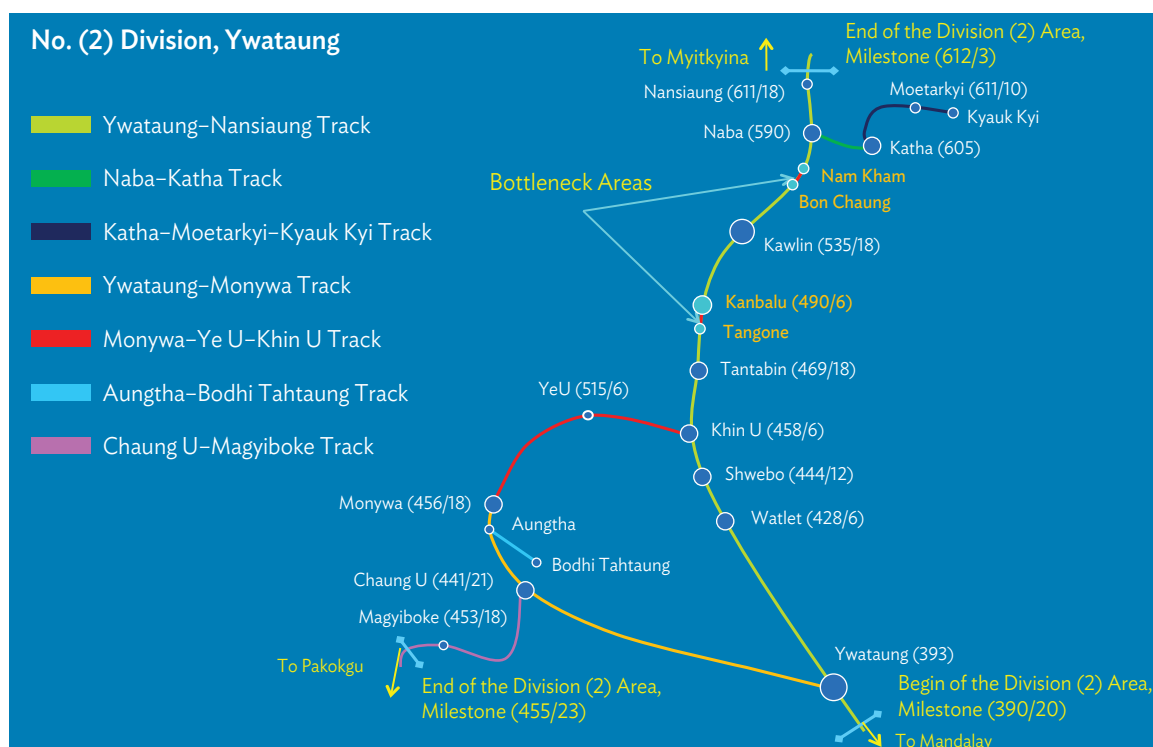 No. (2) Division, Ywataung
Ywataung–Nansiaung Track
Naba–Katha Track
Katha–Moetarkyi–Kyauk Kyi Track
Ywataung–Monywa Track
Monywa–Ye U–Khin U Track
Aungtha–Bodhi Tahtaung Track
Chaung U–Magyiboke Track
To Myitkyina
End of the Division (2) Area,
Milestone (612/3)
Nansiaung (611/18)
Moetarkyi (611/10)
Kyauk Kyi
Naba (590)
Katha (605)
Bottleneck Areas
Nam Kham
Bon Chaung
Kawlin (535/18)
Kanbalu (490/6)
Tangone
Tantabin (469/18)
YeU (515/6)
Khin U (458/6)
Shwebo (444/12)
Monywa (456/18)
Watlet (428/6)
Aungtha
Bodhi Tahtaung
Chaung U (441/21)
Magyiboke (453/18)
To Pakokgu
End of the Division (2) Area,
Milestone (455/23)
Ywataung (393)
Begin of the Division (2) Area,
Milestone (390/20)
To Mandalay